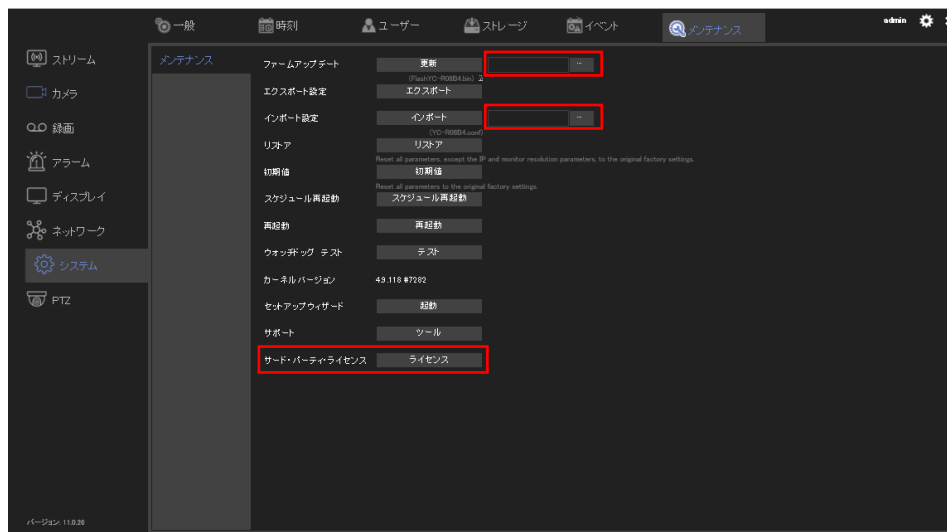 一般 時刻 ユーザー ストレージ イベント メンテナンス admin
ストリーム
カメラ
録画
アラーム
ディスプレイ
ネットワーク
システム
PTZ
メンテナンス
ファームアップデート 更新 ...
(FlashYC-R08B4.bin)
エクスポート設定 エクスポート
インポート設定 インポート ...
(YC-R08B4.conf)
リストア リストア
Reset all parameters, except the IP and monitor resolution parameters, to the original factory settings.
初期値 初期値
Reset all parameters to the original factory settings.
スケジュール再起動 スケジュール再起動
再起動 再起動
ウォッチドッグ テスト テスト
カーネルバージョン 4.9.118 #7282
セットアップウィザード 起動
サポート ツール
サード・パーティ・ライセンス ライセンス
バージョン: 11.0.26